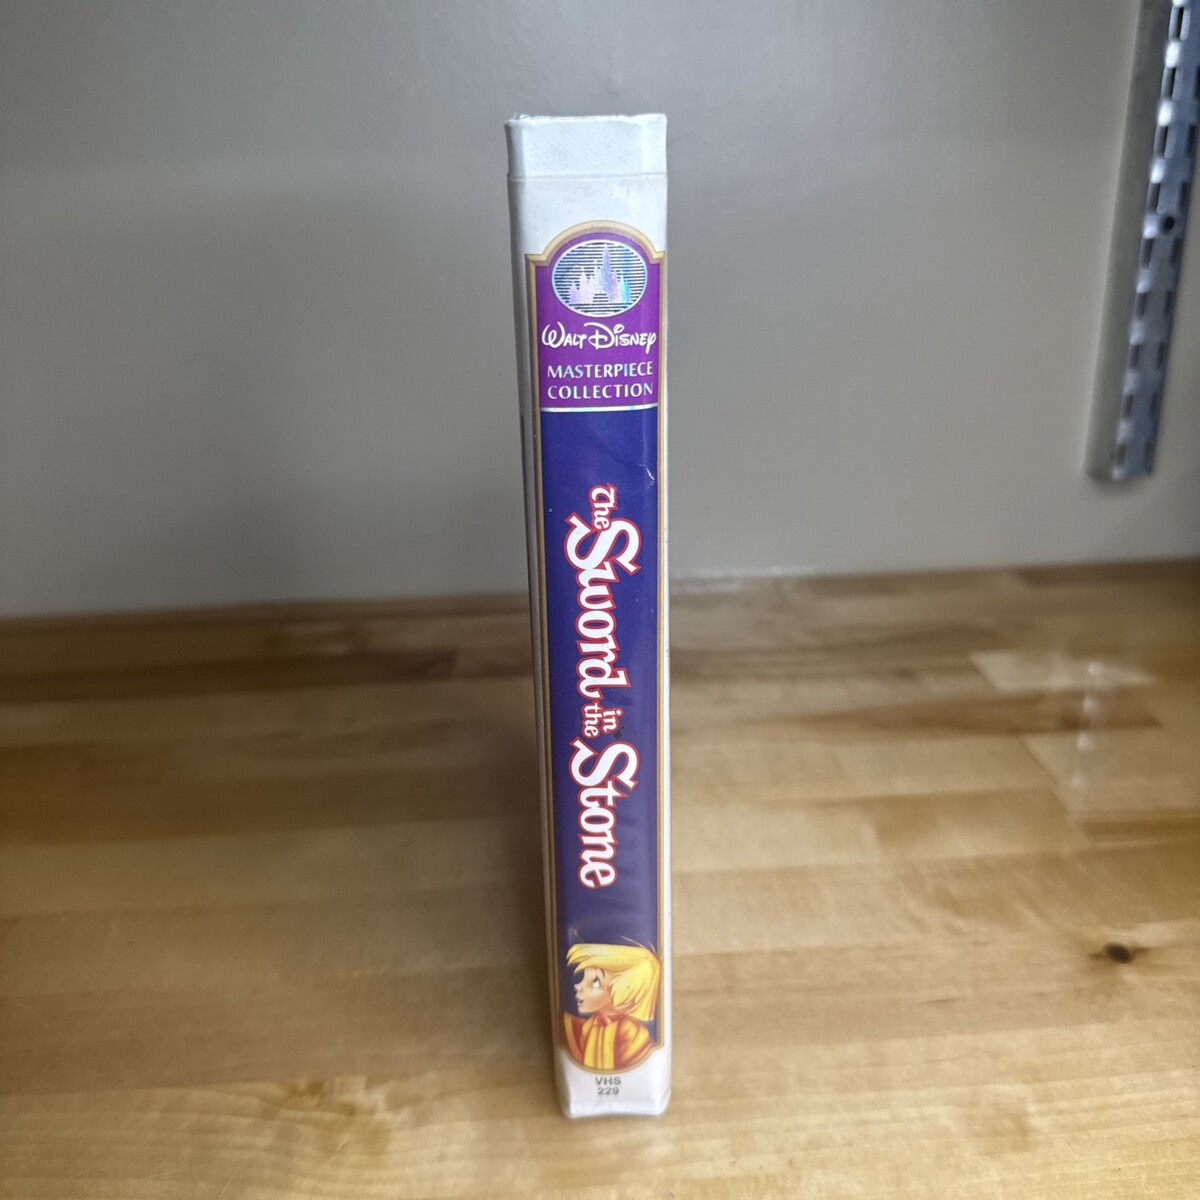 Walt Disney
MASTERPIECE
COLLECTION
The Sword in the Stone
VHS
229